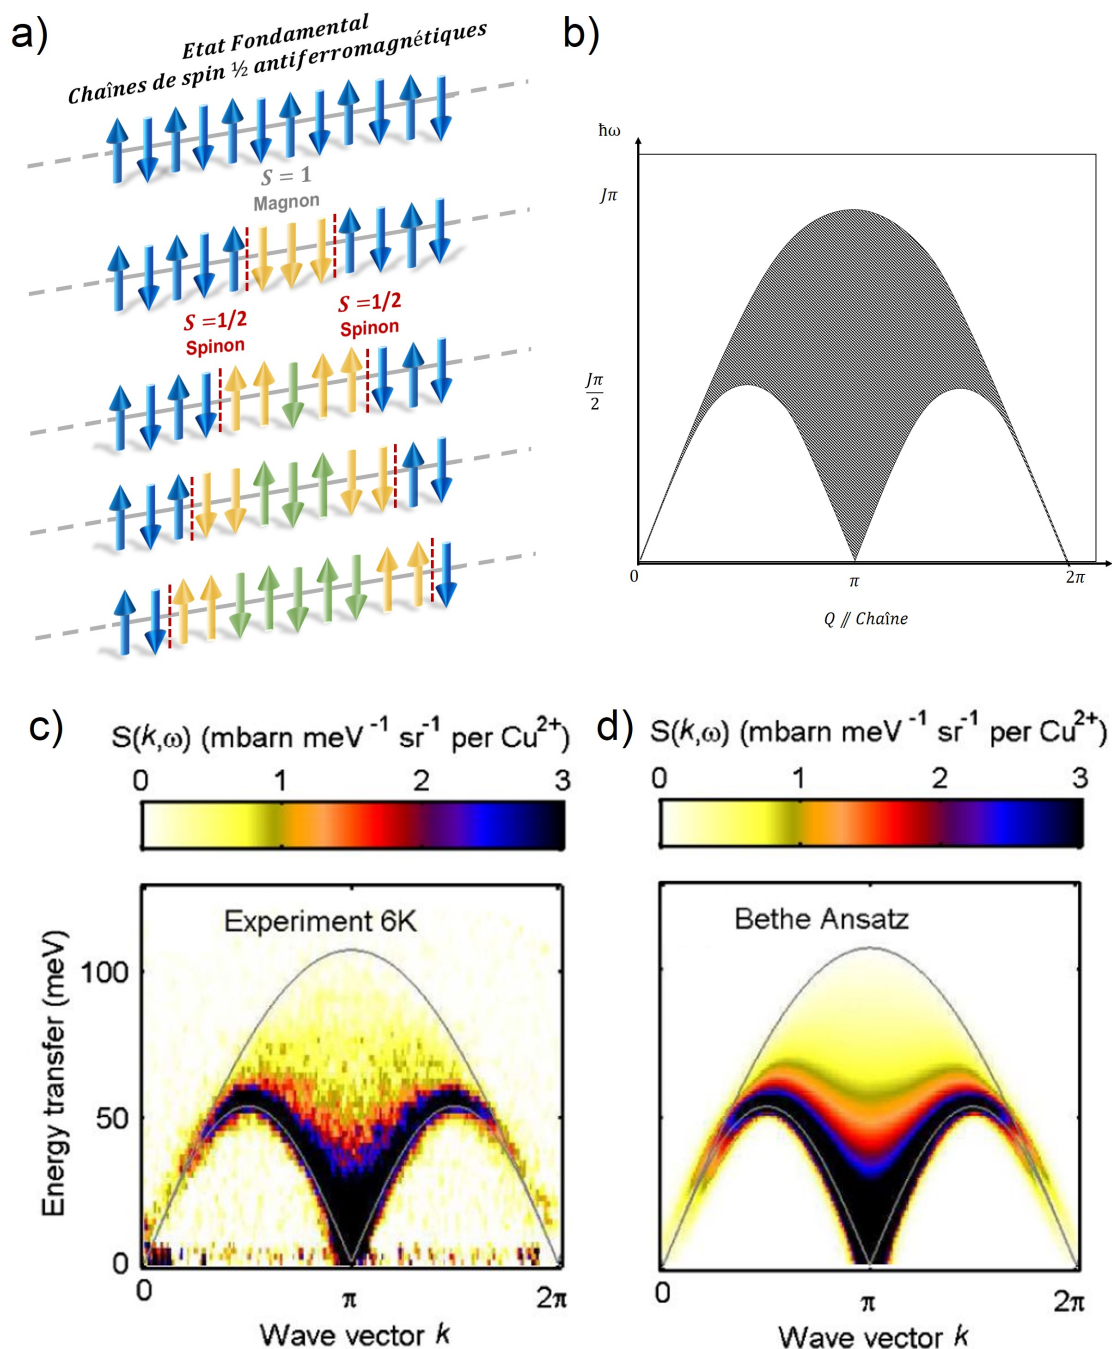 a)
Etat Fondamental
Chaînes de spin ½ antiferromagnétiques
S = 1
Magnon
S =1/2
Spinon
S =1/2
Spinon
b)
ħω
Jπ
Jπ
2
0
π
2π
Q // Chaîne
c)
S(k,ω) (mbarn meV⁻¹ sr⁻¹ per Cu²⁺)
0 1 2 3
Experiment 6K
Energy transfer (meV)
100
50
0
0 π 2π
Wave vector k
d)
S(k,ω) (mbarn meV⁻¹ sr⁻¹ per Cu²⁺)
0 1 2 3
Bethe Ansatz
0 π 2π
Wave vector k